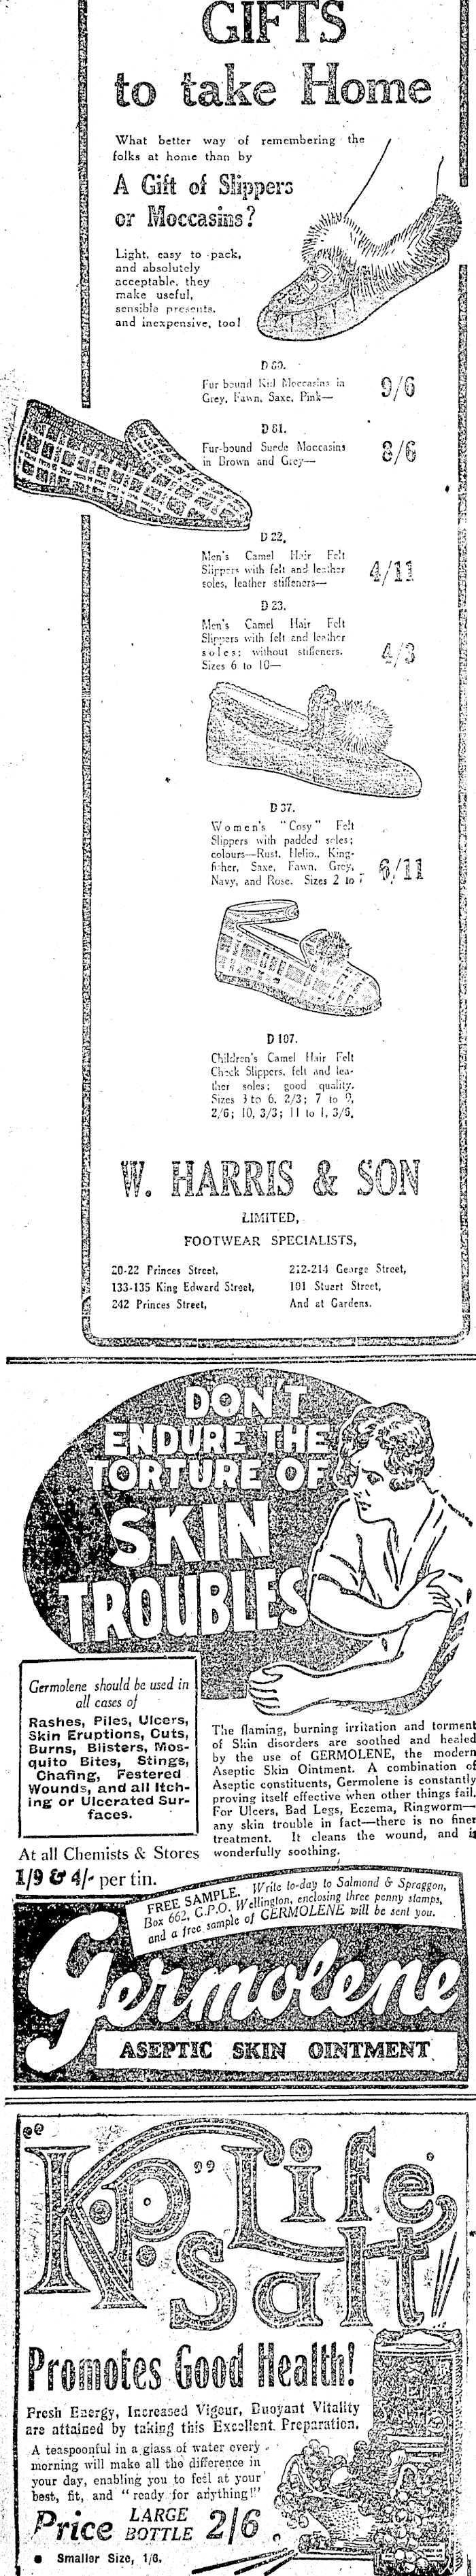 GIFTS
to take Home
What better way of remembering the
folks at home than by
A Gift of Slippers
or Moccasins?
Light, easy to pack,
and absolutely
acceptable, they
make useful,
sensible presents,
and inexpensive, too!
D 80.
Fur bound Kid Moccasins in
Grey, Fawn, Saxe, Pink—
9/6
D 81.
Fur-bound Suede Moccasins
in Brown and Grey—
8/6
D 22.
Men's Camel Hair Felt
Slippers with felt and leather
soles, leather stiffeners—
4/11
D 23.
Men's Camel Hair Felt
Slippers with felt and leather
soles; without stiffeners.
Sizes 6 to 10—
4/3
D 37.
Women's "Cosy" Felt
Slippers with padded soles;
colours—Rust, Helio., King-
fisher, Saxe, Fawn, Grey,
Navy, and Rose. Sizes 2 to 7
6/11
D 107.
Children's Camel Hair Felt
Check Slippers, felt and lea-
ther soles; good quality.
Sizes 3 to 6, 2/3; 7 to 9,
2/6; 10, 3/3; 11 to 1, 3/6.
W. HARRIS & SON
LIMITED,
FOOTWEAR SPECIALISTS,
20-22 Princes Street,
133-135 King Edward Street,
242 Princes Street,
212-214 George Street,
101 Stuart Street,
And at Gardens.
DON'T
ENDURE THE
TORTURE OF
SKIN
TROUBLES
Germolene should be used in
all cases of
Rashes, Piles, Ulcers,
Skin Eruptions, Cuts,
Burns, Blisters, Mos-
quito Bites, Stings,
Chafing, Festered
Wounds, and all Itch-
ing or Ulcerated Sur-
faces.
At all Chemists & Stores
1/9 & 4/- per tin.
The flaming, burning irritation and torment
of Skin disorders are soothed and healed
by the use of GERMOLENE, the modern
Aseptic Skin Ointment. A combination of
Aseptic constituents, Germolene is constantly
proving itself effective when other things fail.
For Ulcers, Bad Legs, Eczema, Ringworm—
any skin trouble in fact—there is no finer
treatment. It cleans the wound, and is
wonderfully soothing.
FREE SAMPLE. Write to-day to Salmond & Spraggon,
Box 662, G.P.O. Wellington, enclosing three penny stamps,
and a free sample of GERMOLENE will be sent you.
Germolene
ASEPTIC SKIN OINTMENT
"K.P." Life
Salt
Promotes Good Health!
Fresh Energy, Increased Vigour, Buoyant Vitality
are attained by taking this Excellent Preparation.
A teaspoonful in a glass of water every
morning will make all the difference in
your day, enabling you to feel at your
best, fit, and "ready for anything!"
Price LARGE BOTTLE 2/6
Smaller Size, 1/6.